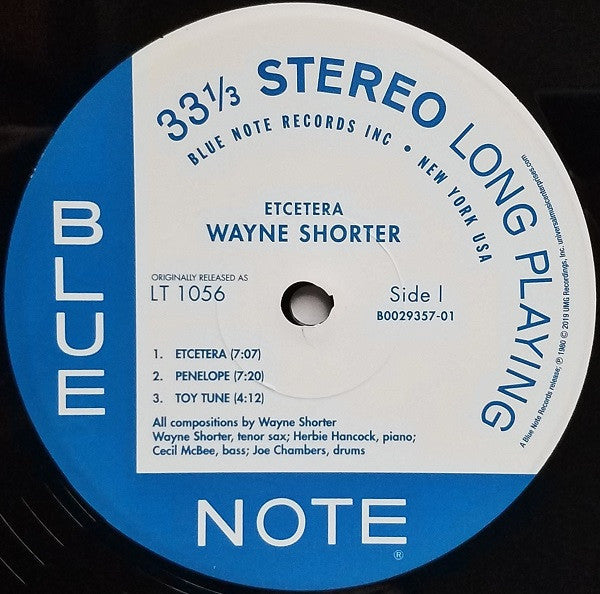 33⅓ STEREO LONG PLAYING
BLUE NOTE RECORDS INC • NEW YORK USA
ETCETERA
WAYNE SHORTER
ORIGINALLY RELEASED AS
LT 1056
Side I
B0029357-01
1. ETCETERA (7:07)
2. PENELOPE (7:20)
3. TOY TUNE (4:12)
All compositions by Wayne Shorter
Wayne Shorter, tenor sax; Herbie Hancock, piano;
Cecil McBee, bass; Joe Chambers, drums
BLUE
NOTE®
A Blue Note Records release; ℗ 1980 © 2019 UMG Recordings, Inc. universalmusicenterprises.com